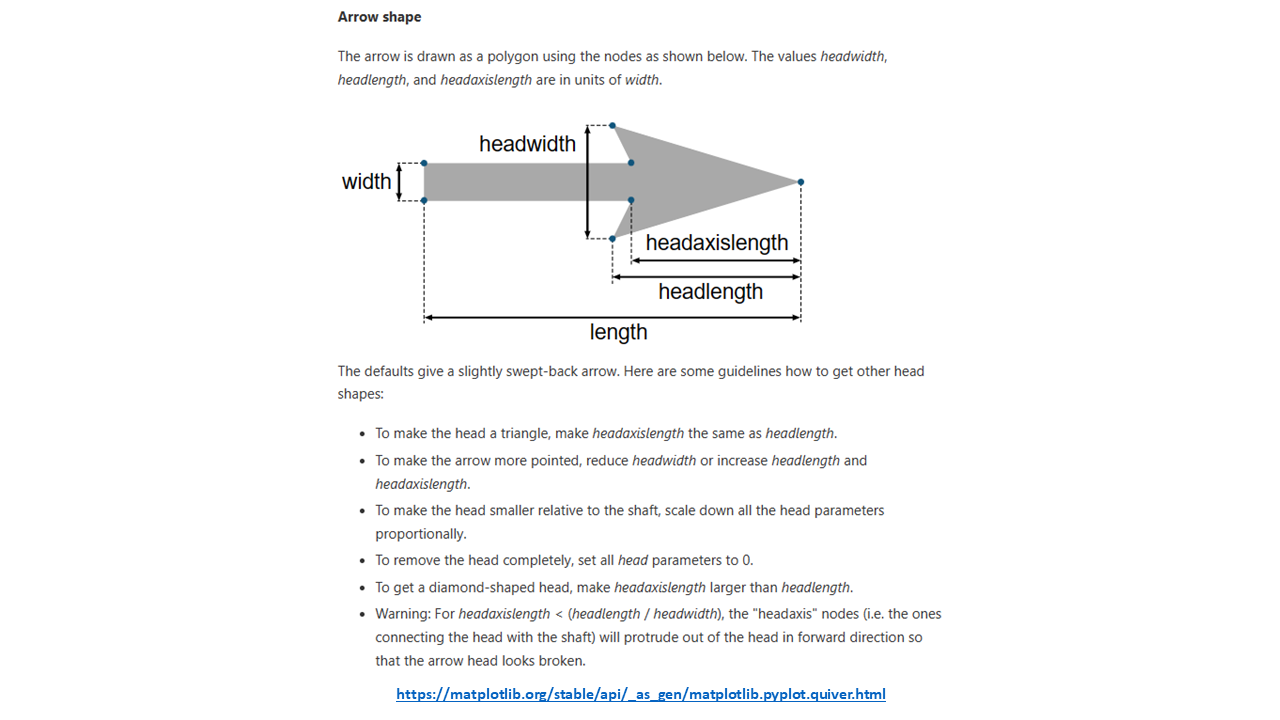 Arrow shape
The arrow is drawn as a polygon using the nodes as shown below. The values headwidth,
headlength, and headaxislength are in units of width.
headwidth
width
headaxislength
headlength
length
The defaults give a slightly swept-back arrow. Here are some guidelines how to get other head
shapes:
• To make the head a triangle, make headaxislength the same as headlength.
• To make the arrow more pointed, reduce headwidth or increase headlength and
headaxislength.
• To make the head smaller relative to the shaft, scale down all the head parameters
proportionally.
• To remove the head completely, set all head parameters to 0.
• To get a diamond-shaped head, make headaxislength larger than headlength.
• Warning: For headaxislength < (headlength / headwidth), the "headaxis" nodes (i.e. the ones
connecting the head with the shaft) will protrude out of the head in forward direction so
that the arrow head looks broken.
https://matplotlib.org/stable/api/_as_gen/matplotlib.pyplot.quiver.html